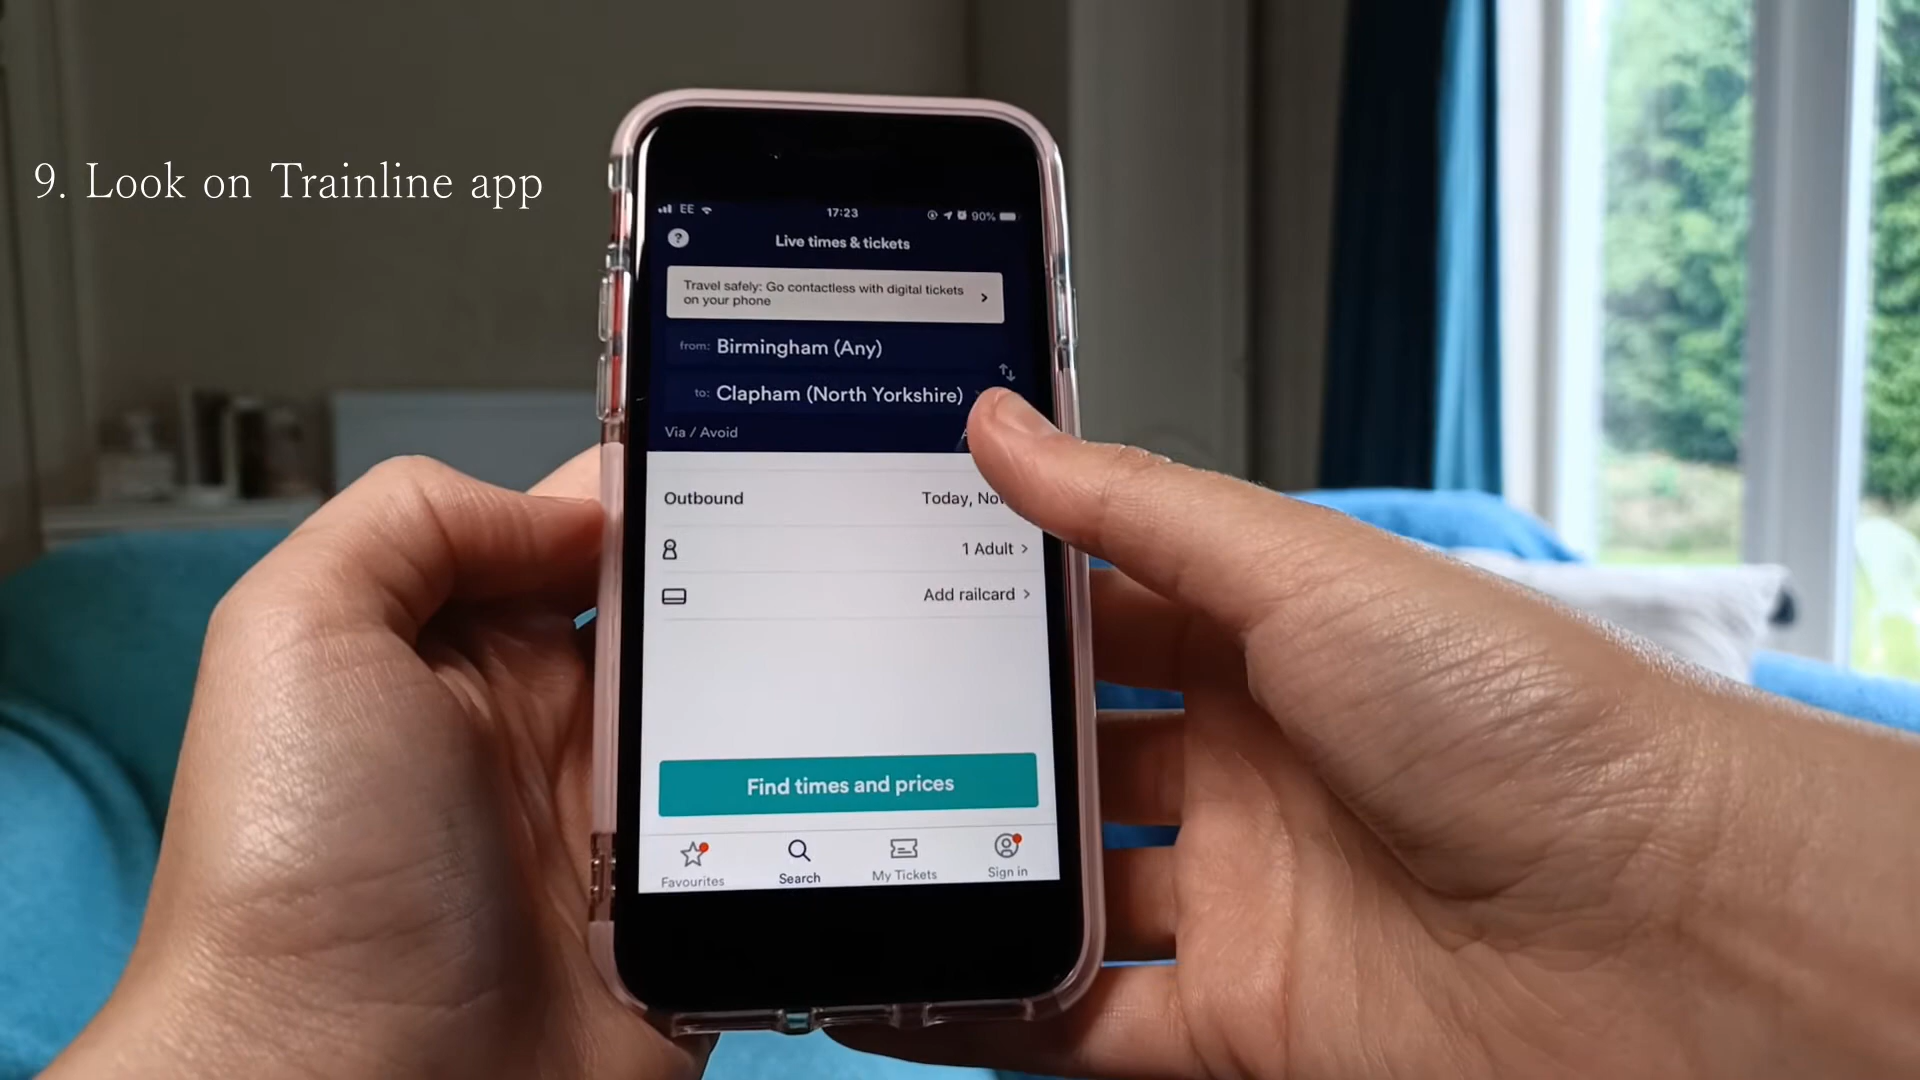 9. Look on Trainline app
EE 17:23 90%
? Live times & tickets
Travel safely: Go contactless with digital tickets
on your phone
from: Birmingham (Any)
to: Clapham (North Yorkshire)
Via / Avoid
Outbound Today,
1 Adult
Add railcard
Find times and prices
Favourites Search My Tickets Sign in